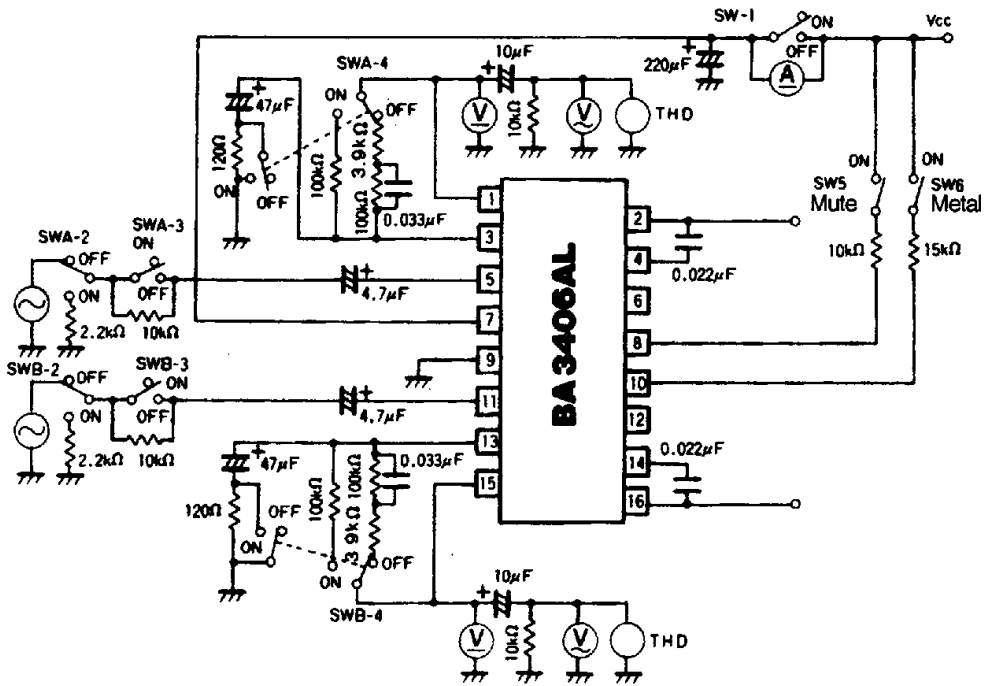 SW-1
ON
OFF
Vcc
A
220μF
+
SWA-4
ON
OFF
10μF
+
V
10kΩ
V
THD
+
47μF
120Ω
ON
OFF
100kΩ
3.9kΩ
100kΩ
0.033μF
ON
SW5
Mute
10kΩ
ON
SW6
Metal
15kΩ
SWA-2
OFF
ON
2.2kΩ
SWA-3
ON
OFF
10kΩ
+
4.7μF
SWB-2
OFF
ON
2.2kΩ
SWB-3
ON
OFF
10kΩ
+
4.7μF
BA3406AL
1
3
5
7
9
11
13
15
2
4
6
8
10
12
14
16
0.022μF
0.022μF
+
47μF
120Ω
OFF
ON
100kΩ
3.9kΩ
100kΩ
0.033μF
ON
OFF
SWB-4
+
10μF
V
10kΩ
V
THD